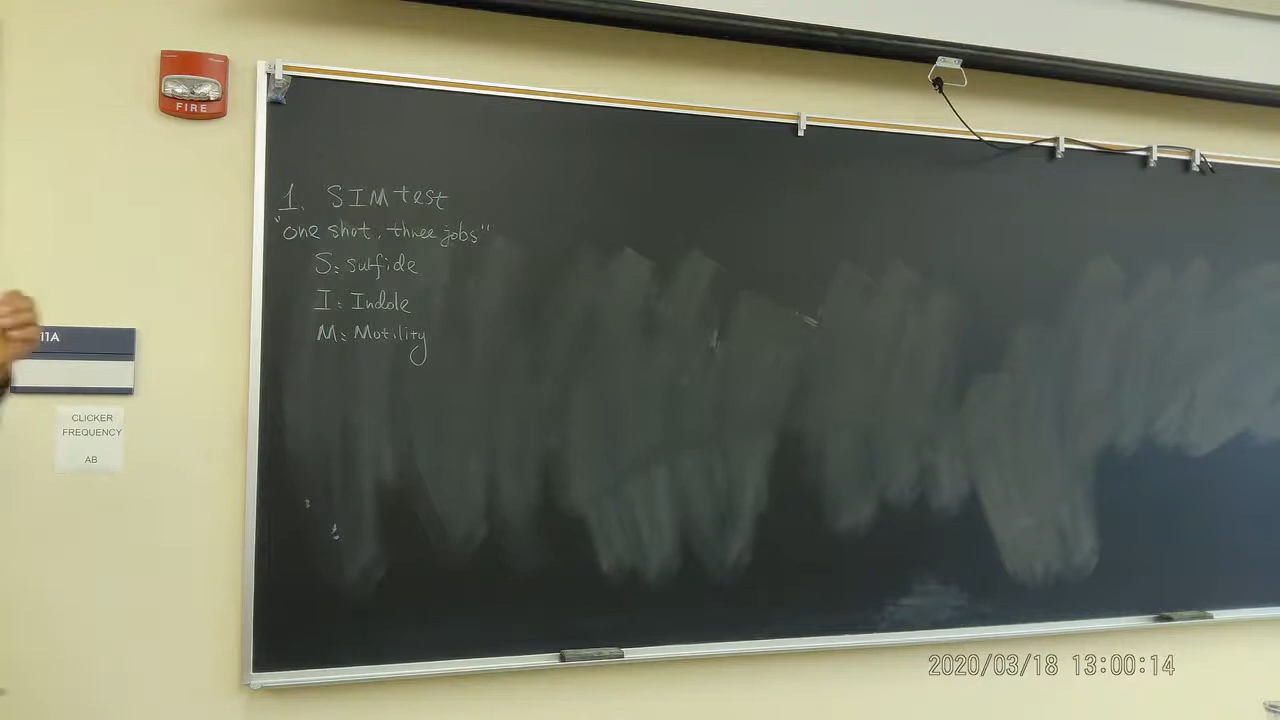 FIRE
1. SIM test
"one shot, three jobs"
S: sulfide
I: Indole
M: Motility
11A
CLICKER
FREQUENCY
AB
2020/03/18 13:00:14